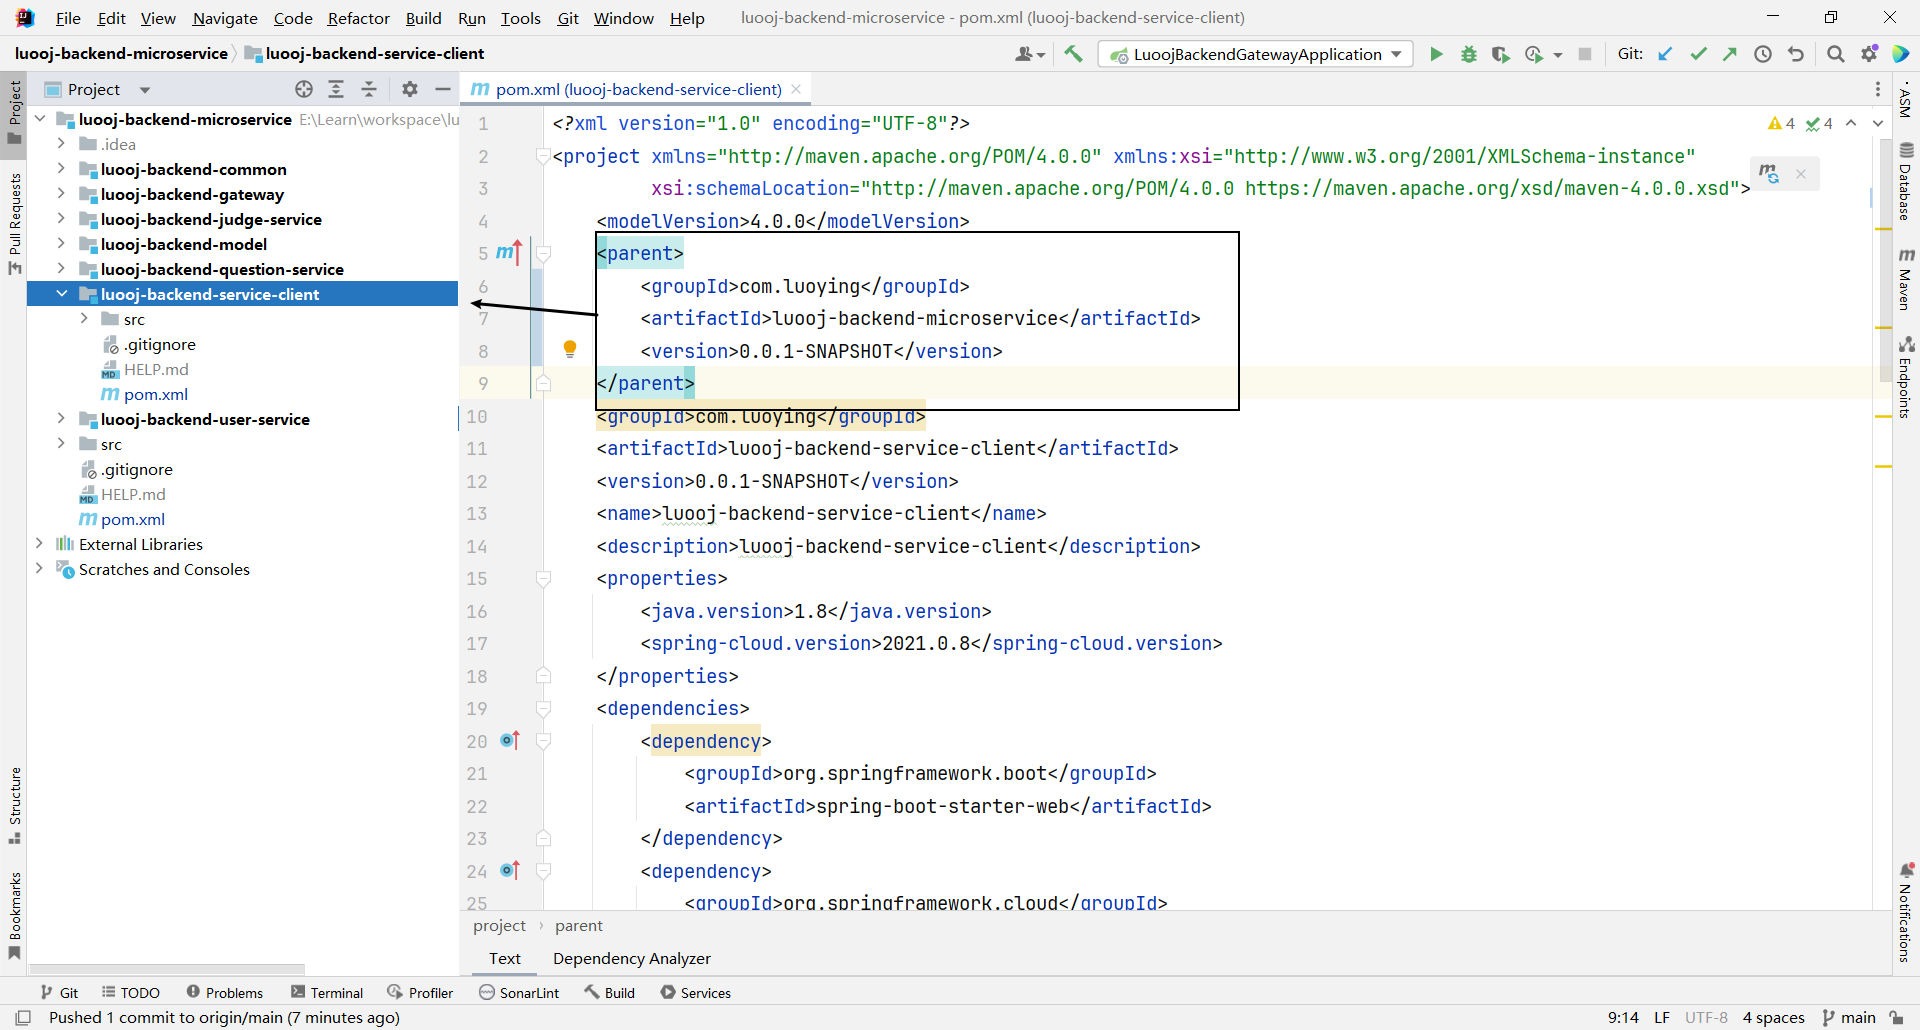 File Edit View Navigate Code Refactor Build Run Tools Git Window Help luooj-backend-microservice - pom.xml (luooj-backend-service-client)
luooj-backend-microservice luooj-backend-service-client LuoojBackendGatewayApplication Git:
Project pom.xml (luooj-backend-service-client)
luooj-backend-microservice E:\Learn\workspace\lu
.idea
luooj-backend-common
luooj-backend-gateway
luooj-backend-judge-service
luooj-backend-model
luooj-backend-question-service
luooj-backend-service-client
src
.gitignore
HELP.md
pom.xml
luooj-backend-user-service
src
.gitignore
HELP.md
pom.xml
External Libraries
Scratches and Consoles
Project
Pull Requests
Structure
Bookmarks
1 <?xml version="1.0" encoding="UTF-8"?>
2 <project xmlns="http://maven.apache.org/POM/4.0.0" xmlns:xsi="http://www.w3.org/2001/XMLSchema-instance"
3 xsi:schemaLocation="http://maven.apache.org/POM/4.0.0 https://maven.apache.org/xsd/maven-4.0.0.xsd">
4 <modelVersion>4.0.0</modelVersion>
5 <parent>
6 <groupId>com.luoying</groupId>
7 <artifactId>luooj-backend-microservice</artifactId>
8 <version>0.0.1-SNAPSHOT</version>
9 </parent>
10 <groupId>com.luoying</groupId>
11 <artifactId>luooj-backend-service-client</artifactId>
12 <version>0.0.1-SNAPSHOT</version>
13 <name>luooj-backend-service-client</name>
14 <description>luooj-backend-service-client</description>
15 <properties>
16 <java.version>1.8</java.version>
17 <spring-cloud.version>2021.0.8</spring-cloud.version>
18 </properties>
19 <dependencies>
20 <dependency>
21 <groupId>org.springframework.boot</groupId>
22 <artifactId>spring-boot-starter-web</artifactId>
23 </dependency>
24 <dependency>
25 <groupId>org.springframework.cloud</groupId>
4 4
ASM
Database
Maven
Endpoints
Notifications
project parent
Text Dependency Analyzer
Git TODO Problems Terminal Profiler SonarLint Build Services
Pushed 1 commit to origin/main (7 minutes ago) 9:14 LF UTF-8 4 spaces main